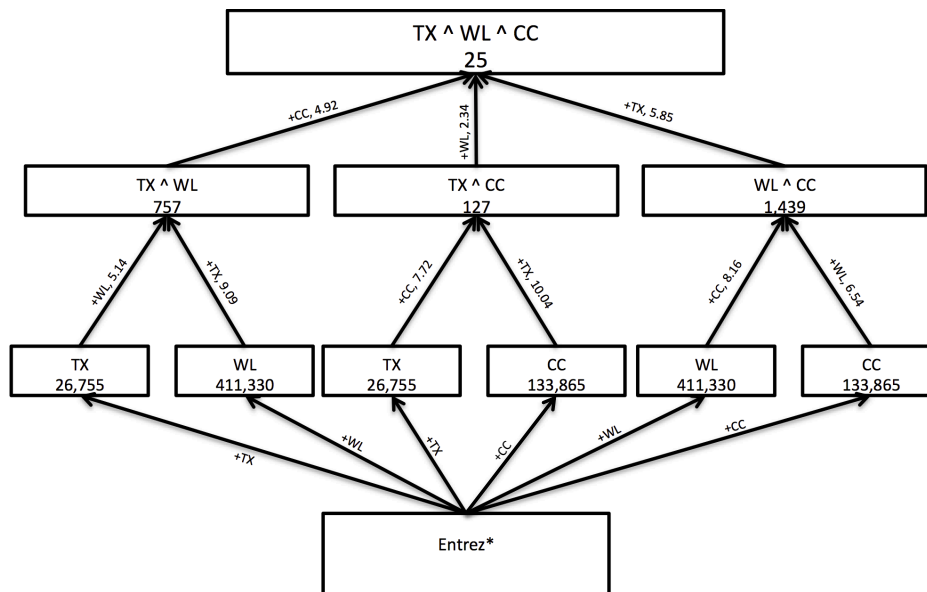 TX ^ WL ^ CC
25
+CC, 4.92
+WL, 2.34
+TX, 5.85
TX ^ WL
757
TX ^ CC
127
WL ^ CC
1,439
+WL, 5.14
+TX, 9.09
+CC, 7.72
+TX, 10.04
+CC, 8.16
+WL, 6.54
TX
26,755
WL
411,330
TX
26,755
CC
133,865
WL
411,330
CC
133,865
+TX
+WL
+TX
+CC
+WL
+CC
Entrez*